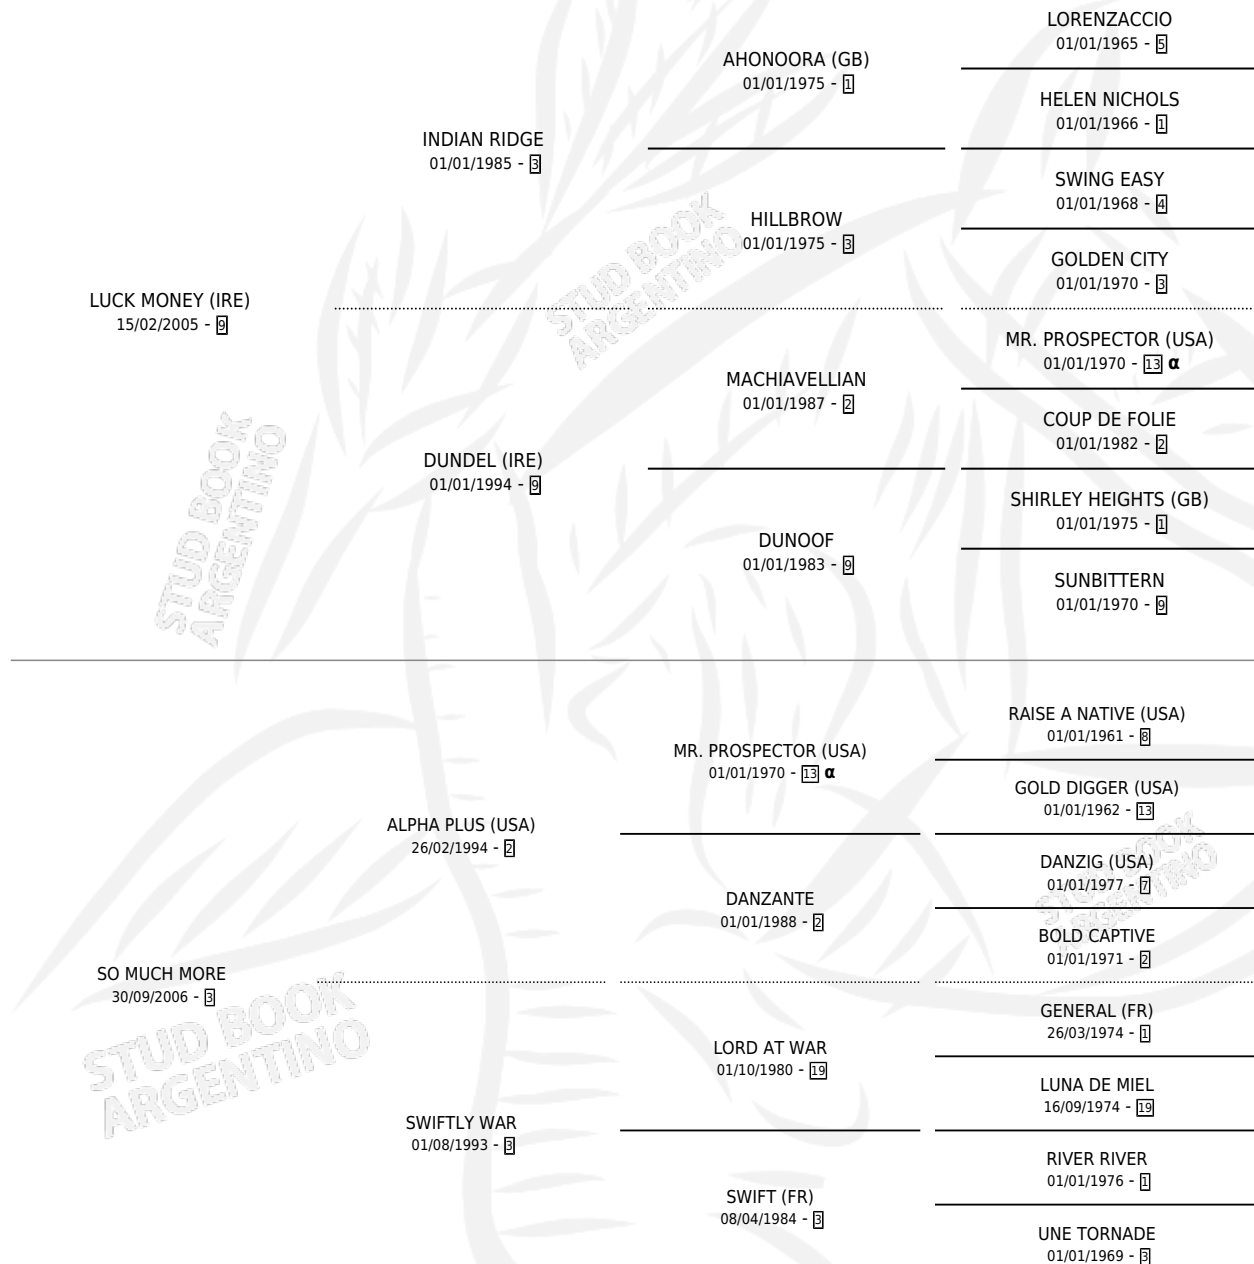 LORENZACCIO
01/01/1965 - 5
AHONOORA (GB)
01/01/1975 - 1
HELEN NICHOLS
01/01/1966 - 1
INDIAN RIDGE
01/01/1985 - 3
SWING EASY
01/01/1968 - 4
HILLBROW
01/01/1975 - 3
GOLDEN CITY
01/01/1970 - 3
LUCK MONEY (IRE)
15/02/2005 - 9
MR. PROSPECTOR (USA)
01/01/1970 - 13 α
MACHIAVELLIAN
01/01/1987 - 2
COUP DE FOLIE
01/01/1982 - 2
DUNDEL (IRE)
01/01/1994 - 9
SHIRLEY HEIGHTS (GB)
01/01/1975 - 1
DUNOOF
01/01/1983 - 9
SUNBITTERN
01/01/1970 - 9
RAISE A NATIVE (USA)
01/01/1961 - 8
MR. PROSPECTOR (USA)
01/01/1970 - 13 α
GOLD DIGGER (USA)
01/01/1962 - 13
ALPHA PLUS (USA)
26/02/1994 - 2
DANZIG (USA)
01/01/1977 - 7
DANZANTE
01/01/1988 - 2
BOLD CAPTIVE
01/01/1971 - 2
SO MUCH MORE
30/09/2006 - 3
GENERAL (FR)
26/03/1974 - 1
LORD AT WAR
01/10/1980 - 19
LUNA DE MIEL
16/09/1974 - 19
SWIFTLY WAR
01/08/1993 - 3
RIVER RIVER
01/01/1976 - 1
SWIFT (FR)
08/04/1984 - 3
UNE TORNADE
01/01/1969 - 3
STUD BOOK
ARGENTINO
STUD BOOK
ARGENTINO
STUD BOOK
ARGENTINO
STUD BOOK
ARGENTINO